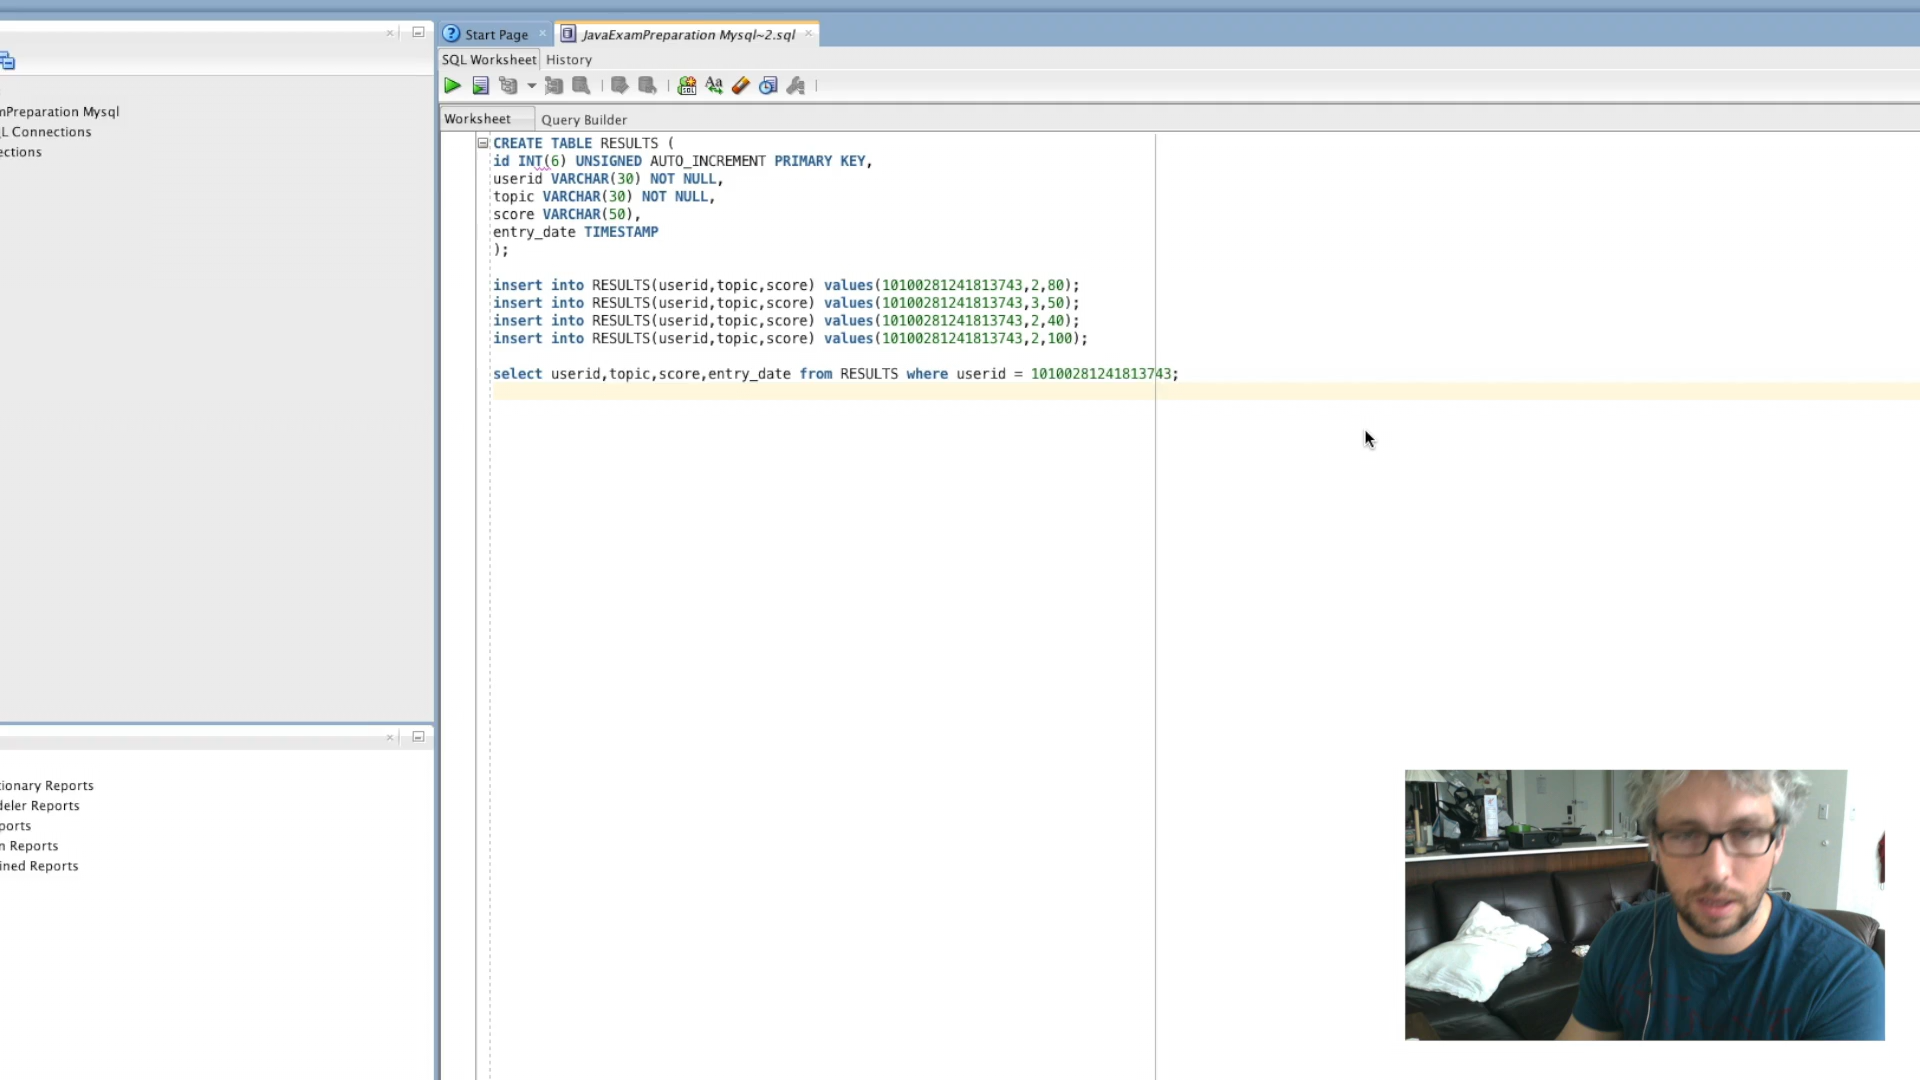 Start Page
JavaExamPreparation Mysql~2.sql
SQL Worksheet History
mPreparation Mysql
L Connections
ections
Worksheet Query Builder
CREATE TABLE RESULTS (
id INT(6) UNSIGNED AUTO_INCREMENT PRIMARY KEY,
userid VARCHAR(30) NOT NULL,
topic VARCHAR(30) NOT NULL,
score VARCHAR(50),
entry_date TIMESTAMP
);
insert into RESULTS(userid,topic,score) values(10100281241813743,2,80);
insert into RESULTS(userid,topic,score) values(10100281241813743,3,50);
insert into RESULTS(userid,topic,score) values(10100281241813743,2,40);
insert into RESULTS(userid,topic,score) values(10100281241813743,2,100);
select userid,topic,score,entry_date from RESULTS where userid = 10100281241813743;
tionary Reports
deler Reports
ports
n Reports
ined Reports